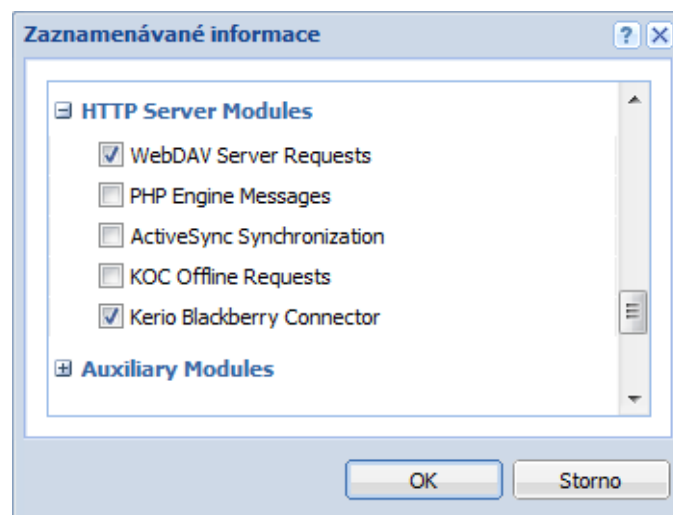 Zaznamenávané informace
HTTP Server Modules
WebDAV Server Requests
PHP Engine Messages
ActiveSync Synchronization
KOC Offline Requests
Kerio Blackberry Connector
Auxiliary Modules
OK Storno